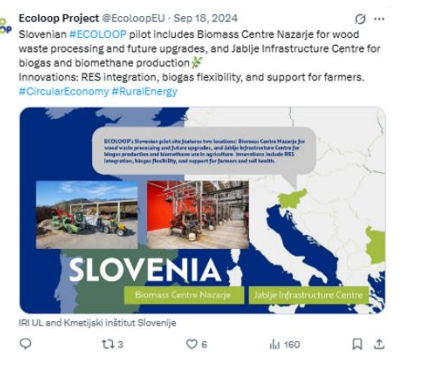 Ecoloop Project @EcoloopEU · Sep 18, 2024
Slovenian #ECOLOOP pilot includes Biomass Centre Nazarje for wood
waste processing and future upgrades, and Jablje Infrastructure Centre for
biogas and biomethane production🌿
Innovations: RES integration, biogas flexibility, and support for farmers.
#CircularEconomy #RuralEnergy
ECOLOOP's Slovenian pilot site features two locations: Biomass Centre Nazarje for
wood waste processing and future upgrades, and Jablje Infrastructure Centre for
biogas production and biomethane use in agriculture. Innovations include RES
integration, biogas flexibility, and support for farmers and soil health.
SLOVENIA
Biomass Centre Nazarje
Jablje Infrastructure Centre
IRI UL and Kmetijski inštitut Slovenije
3
6
160